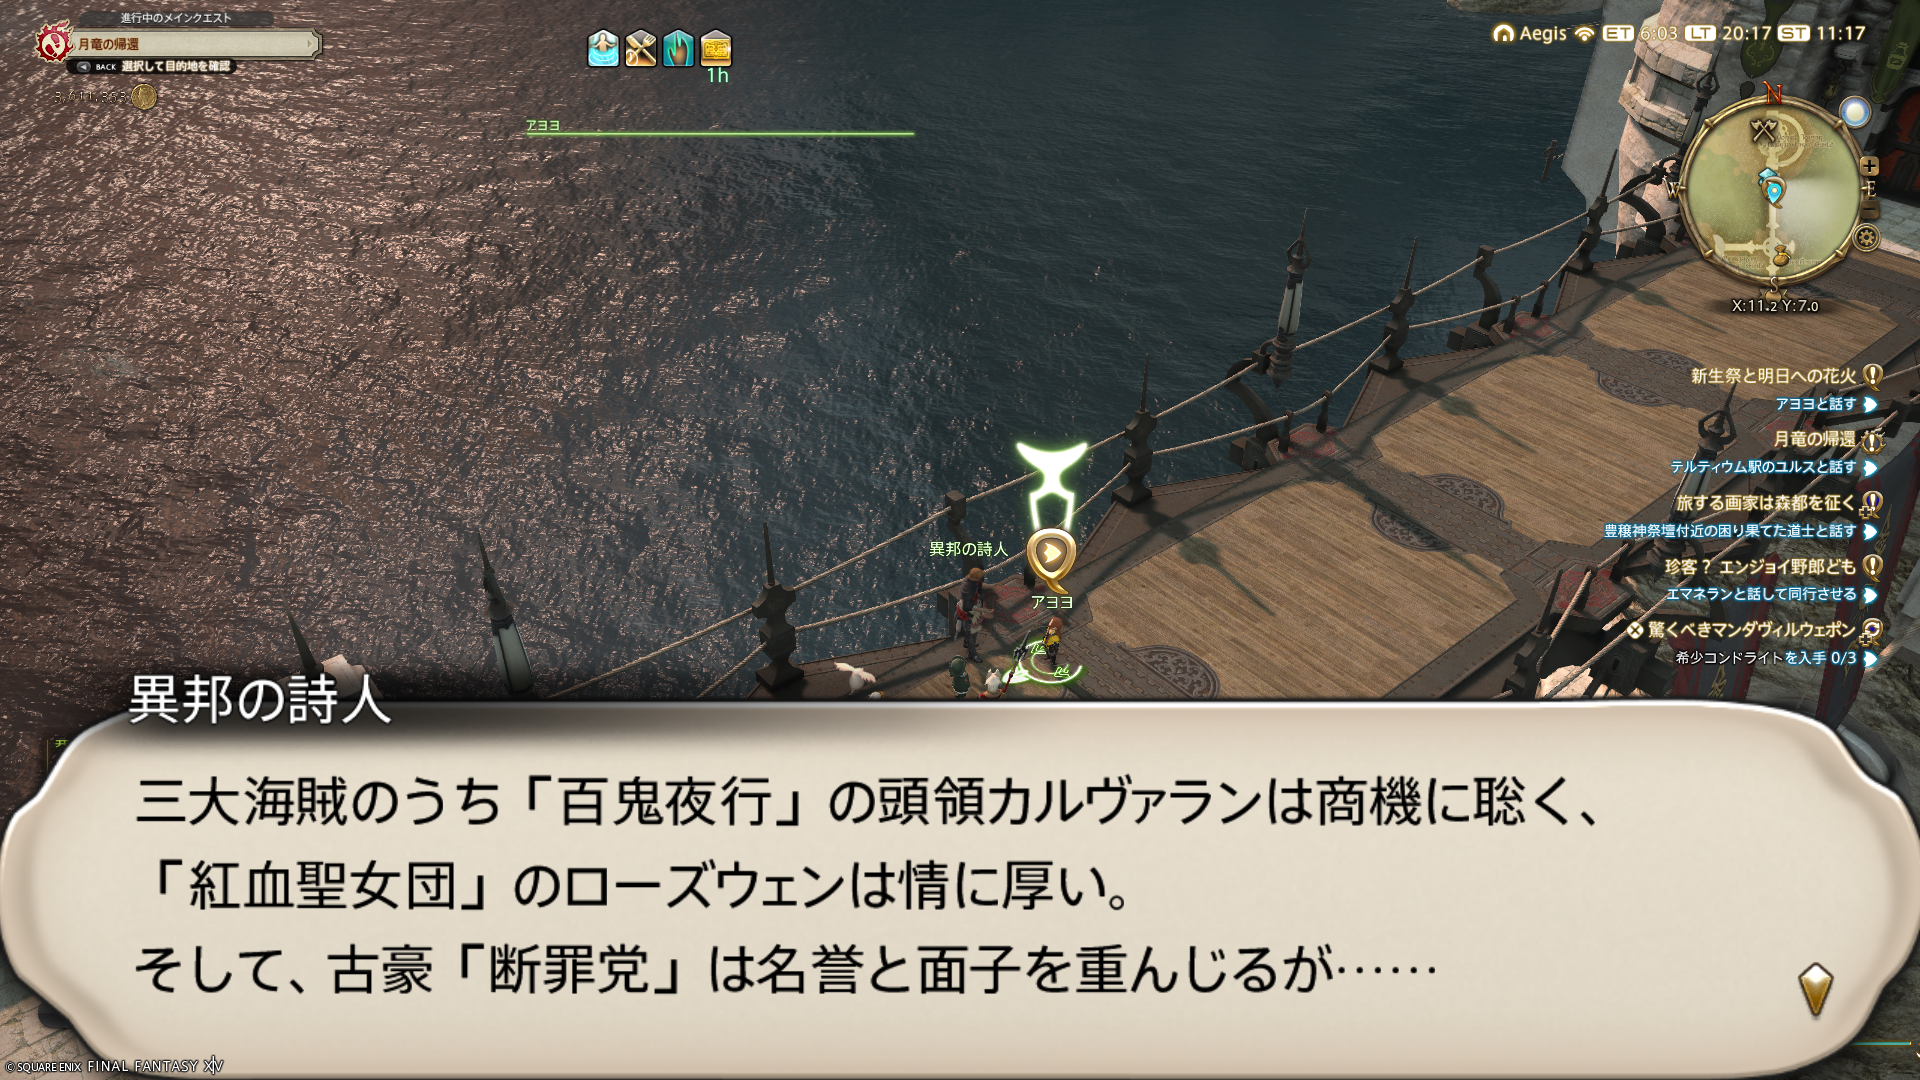 進行中のメインクエスト
月竜の帰還
BACK 選択して目的地を確認
1h
アヨヨ
Aegis ET 6:03 LT 20:17 ST 11:17
N
W
E
S
X:11.2 Y:7.0
新生祭と明日への花火
アヨヨと話す
月竜の帰還
テルティウム駅のユルスと話す
旅する画家は森都を征く
豊穣神祭壇付近の困り果てた道士と話す
珍客？ エンジョイ野郎ども
エマネランと話して同行させる
驚くべきマンダヴィルウェポン
希少コンドライトを入手 0/3
異邦の詩人
アヨヨ
異邦の詩人
三大海賊のうち「百鬼夜行」の頭領カルヴァランは商機に聡く、
「紅血聖女団」のローズウェンは情に厚い。
そして、古豪「断罪党」は名誉と面子を重んじるが……
© SQUARE ENIX FINAL FANTASY XIV